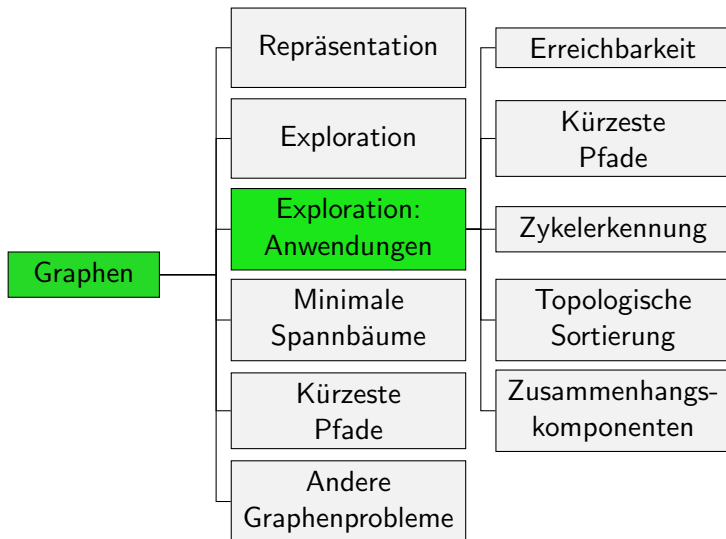 Graphen
Repräsentation
Exploration
Exploration:
Anwendungen
Minimale
Spannbäume
Kürzeste
Pfade
Andere
Graphenprobleme
Erreichbarkeit
Kürzeste
Pfade
Zykelerkennung
Topologische
Sortierung
Zusammenhangs-
komponenten